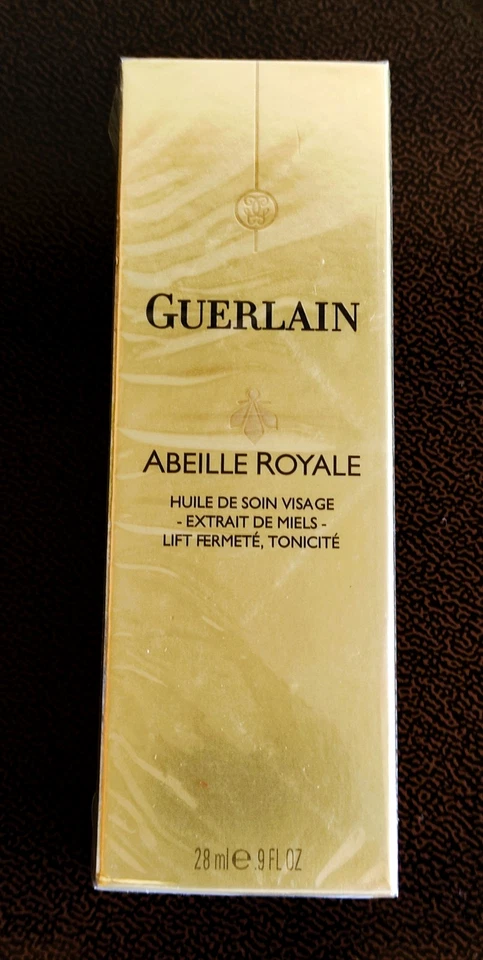 GUERLAIN
ABEILLE ROYALE
HUILE DE SOIN VISAGE
- EXTRAIT DE MIELS -
LIFT FERMETÉ, TONICITÉ
28 ml ℮ .9 FL OZ